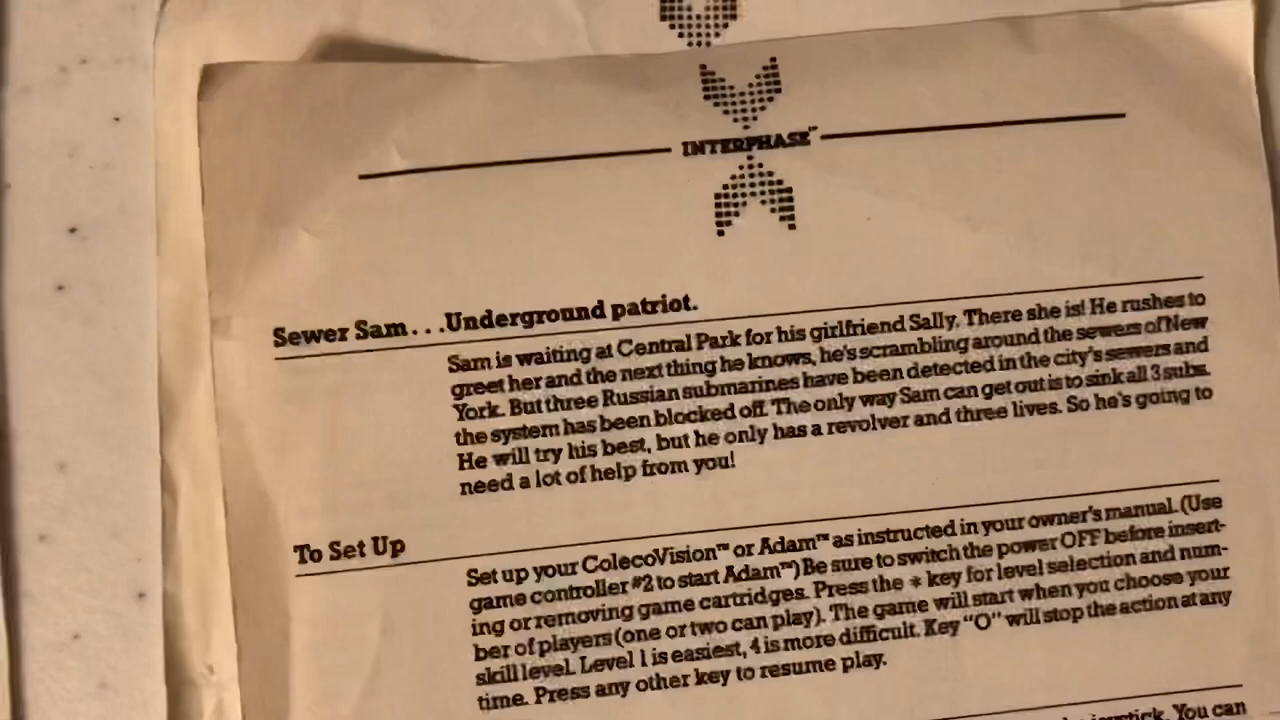 INTERPHASE™
Sewer Sam...Underground patriot.
Sam is waiting at Central Park for his girlfriend Sally. There she is! He rushes to
greet her and the next thing he knows, he's scrambling around the sewers of New
York. But three Russian submarines have been detected in the city's sewers and
the system has been blocked off. The only way Sam can get out is to sink all 3 subs.
He will try his best, but he only has a revolver and three lives. So he's going to
need a lot of help from you!
To Set Up
Set up your ColecoVision™ or Adam™ as instructed in your owner's manual. (Use
game controller #2 to start Adam™) Be sure to switch the power OFF before insert-
ing or removing game cartridges. Press the * key for level selection and num-
ber of players (one or two can play). The game will start when you choose your
skill level. Level 1 is easiest, 4 is more difficult. Key "O" will stop the action at any
time. Press any other key to resume play.
joystick. You can